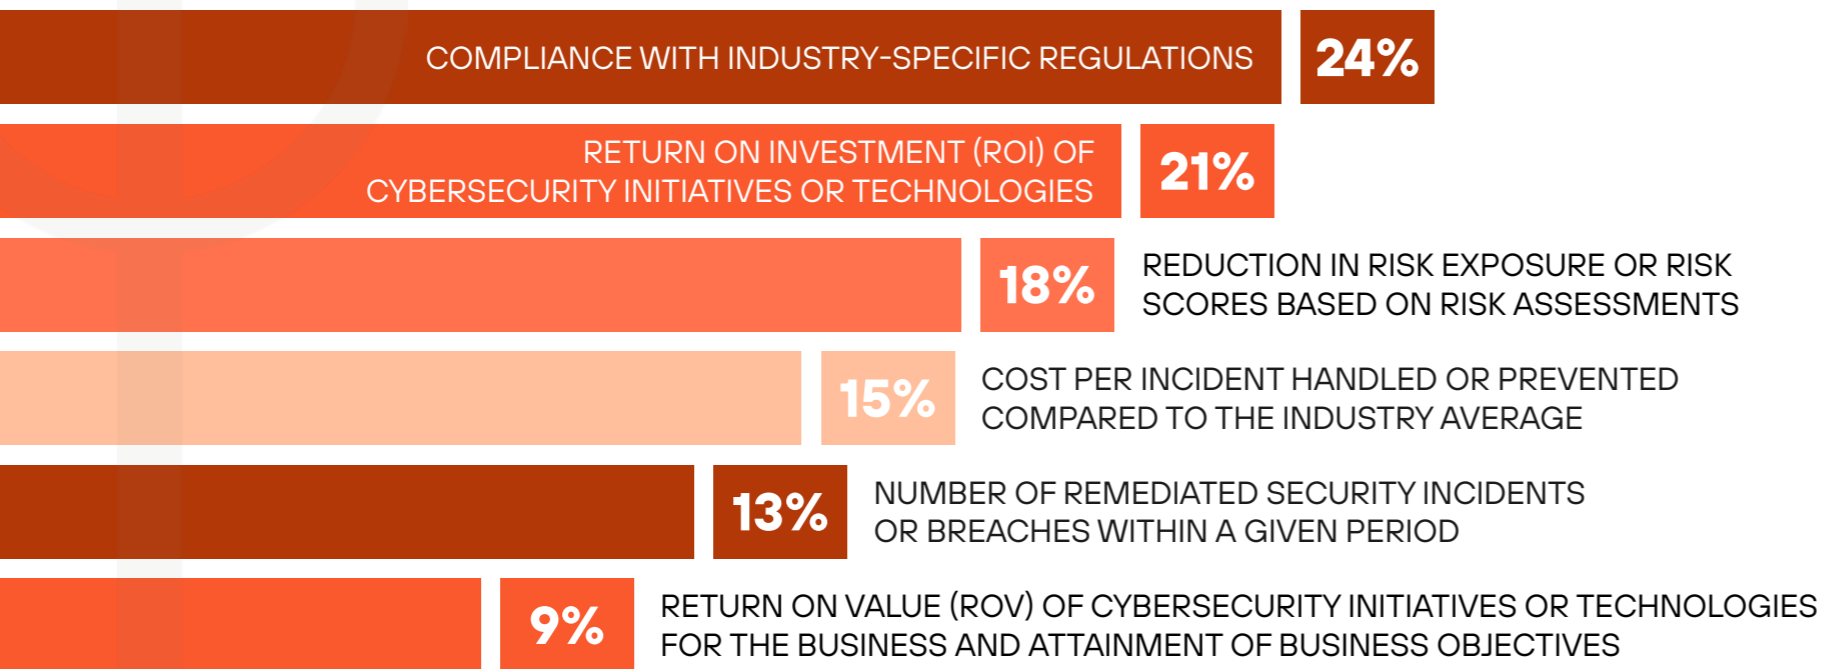 COMPLIANCE WITH INDUSTRY-SPECIFIC REGULATIONS 24%
RETURN ON INVESTMENT (ROI) OF
CYBERSECURITY INITIATIVES OR TECHNOLOGIES
21%
18%
REDUCTION IN RISK EXPOSURE OR RISK
SCORES BASED ON RISK ASSESSMENTS
15%
COST PER INCIDENT HANDLED OR PREVENTED
COMPARED TO THE INDUSTRY AVERAGE
13%
NUMBER OF REMEDIATED SECURITY INCIDENTS
OR BREACHES WITHIN A GIVEN PERIOD
9%
RETURN ON VALUE (ROV) OF CYBERSECURITY INITIATIVES OR TECHNOLOGIES
FOR THE BUSINESS AND ATTAINMENT OF BUSINESS OBJECTIVES